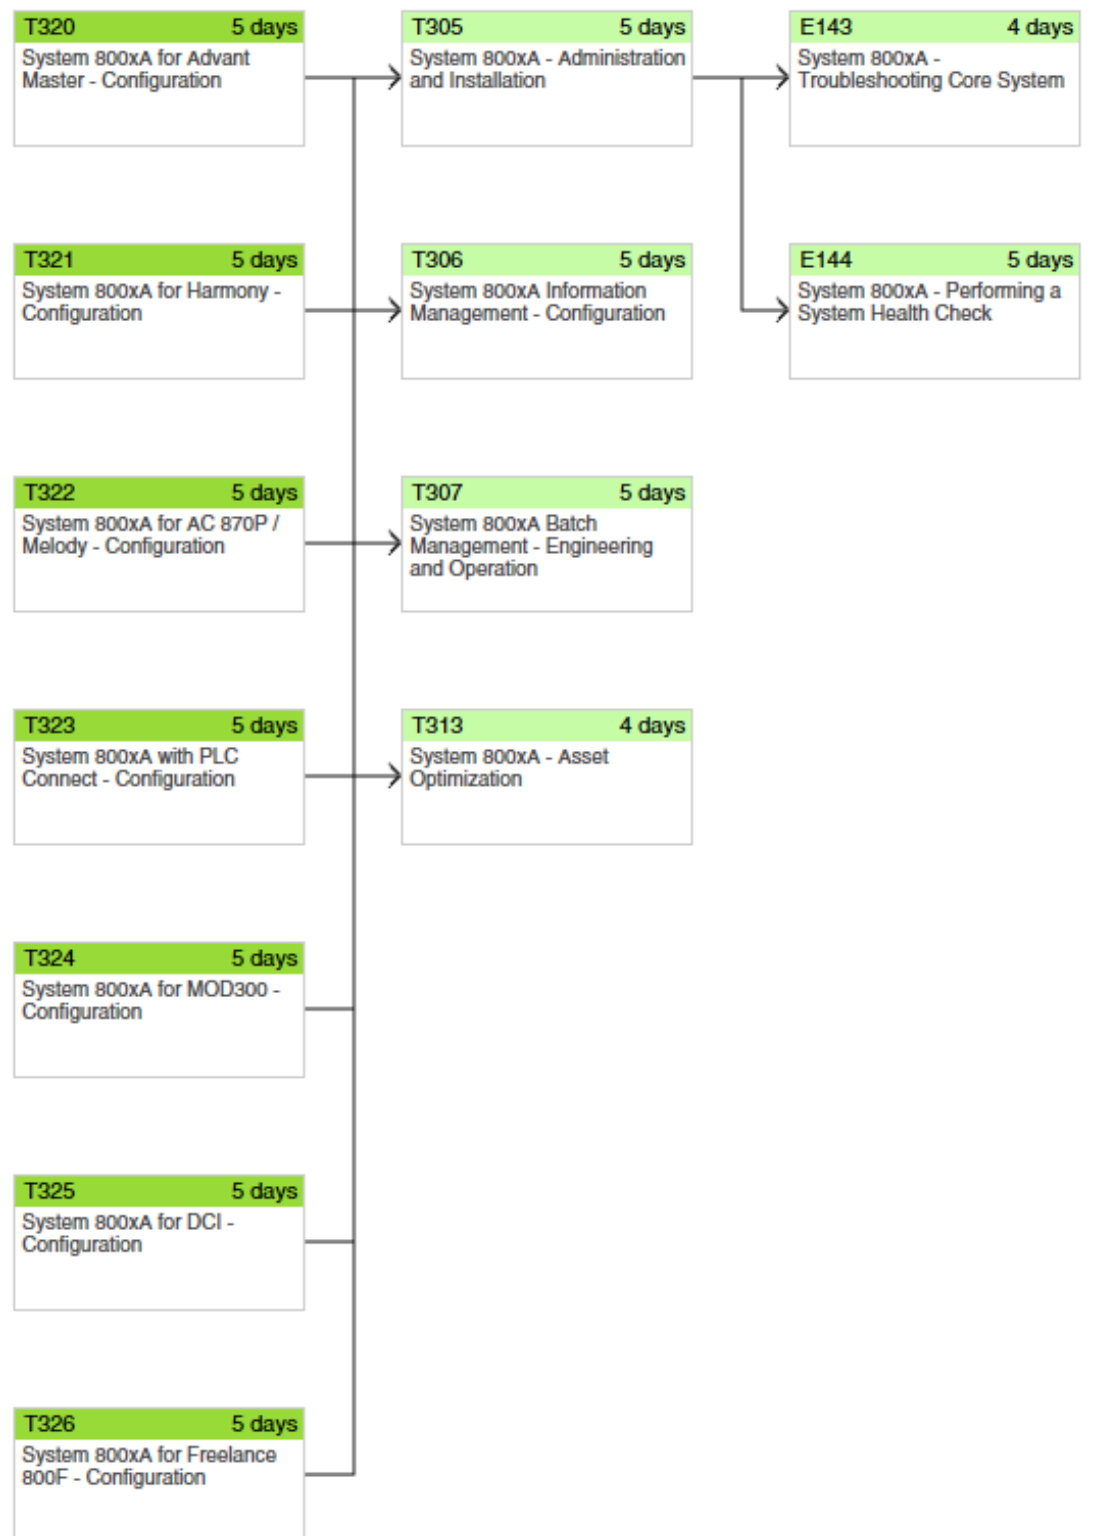 T320 5 days
System 800xA for Advant
Master - Configuration
T305 5 days
System 800xA - Administration
and Installation
E143 4 days
System 800xA -
Troubleshooting Core System
T321 5 days
System 800xA for Harmony -
Configuration
T306 5 days
System 800xA Information
Management - Configuration
E144 5 days
System 800xA - Performing a
System Health Check
T322 5 days
System 800xA for AC 870P /
Melody - Configuration
T307 5 days
System 800xA Batch
Management - Engineering
and Operation
T323 5 days
System 800xA with PLC
Connect - Configuration
T313 4 days
System 800xA - Asset
Optimization
T324 5 days
System 800xA for MOD300 -
Configuration
T325 5 days
System 800xA for DCI -
Configuration
T326 5 days
System 800xA for Freelance
800F - Configuration